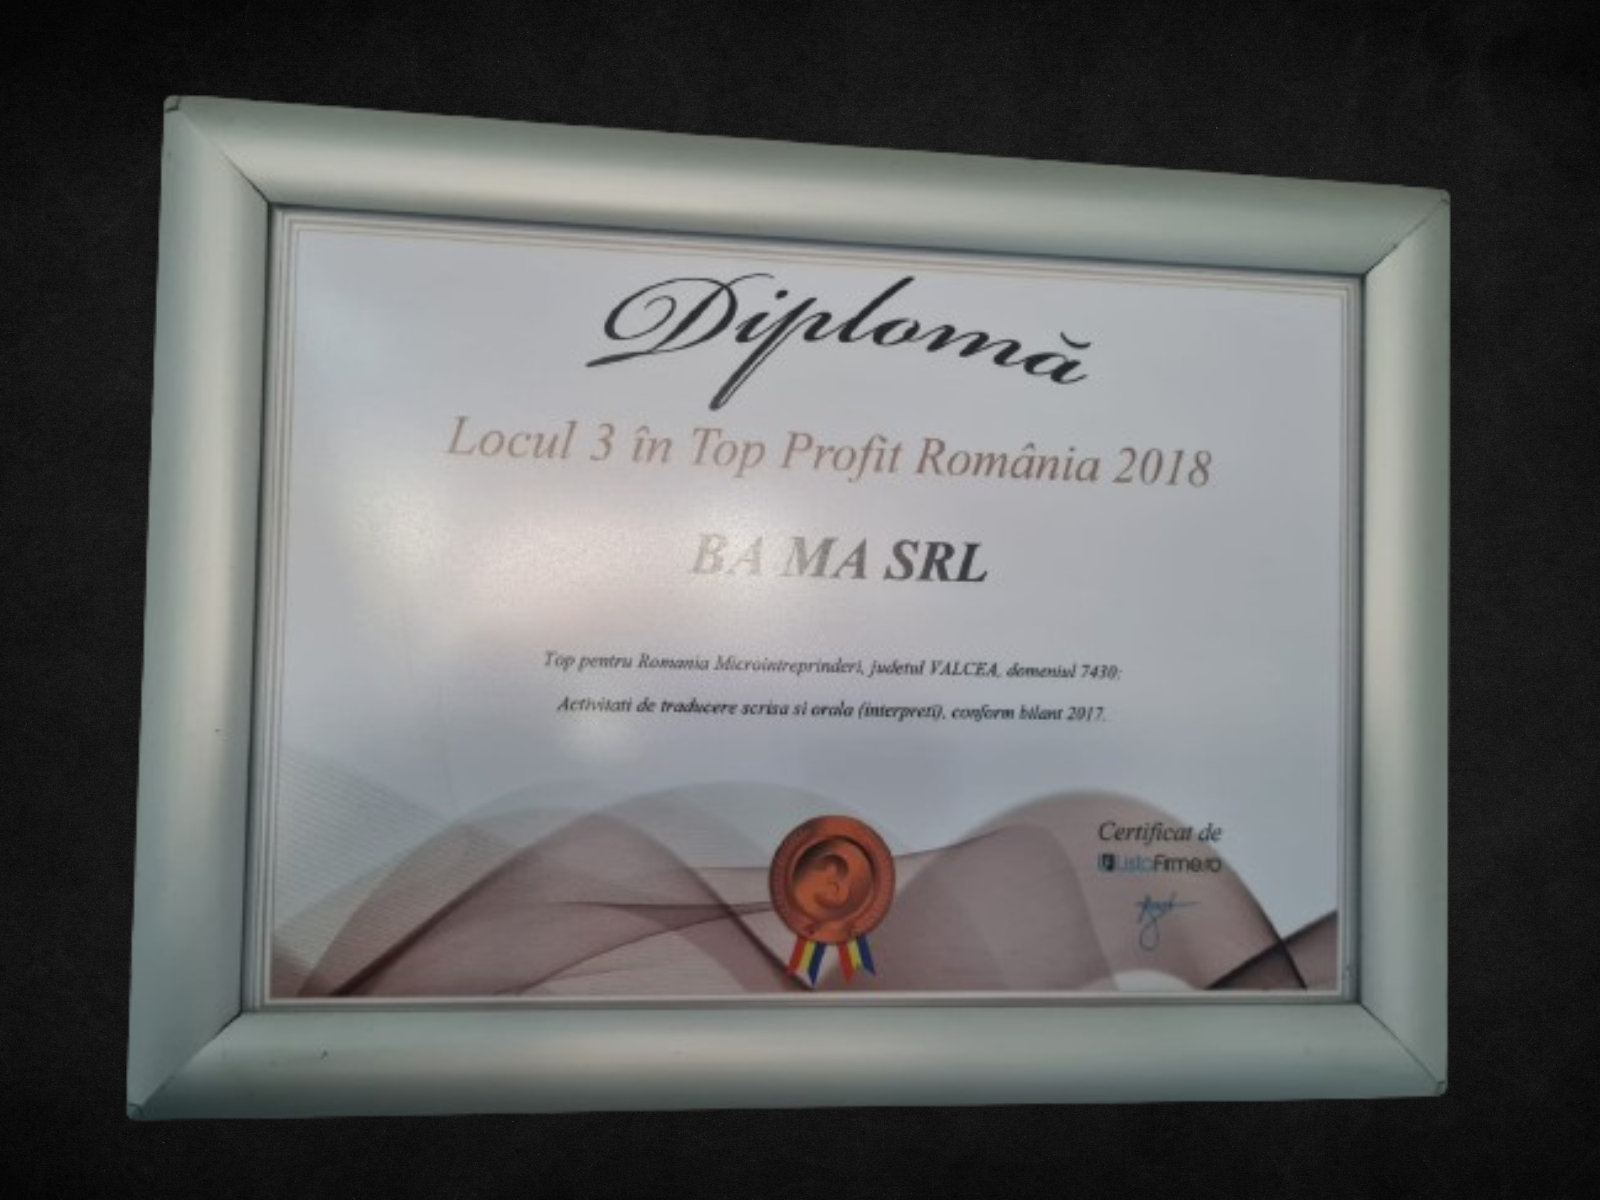 Diplomă
Locul 3 în Top Profit România 2018
BA MA SRL
Top pentru Romania Microintreprinderi, judetul VALCEA, domeniul 7430:
Activitati de traducere scrisa si orala (interpreti), conform bilant 2017.
3
Certificat de
ListaFirme.ro